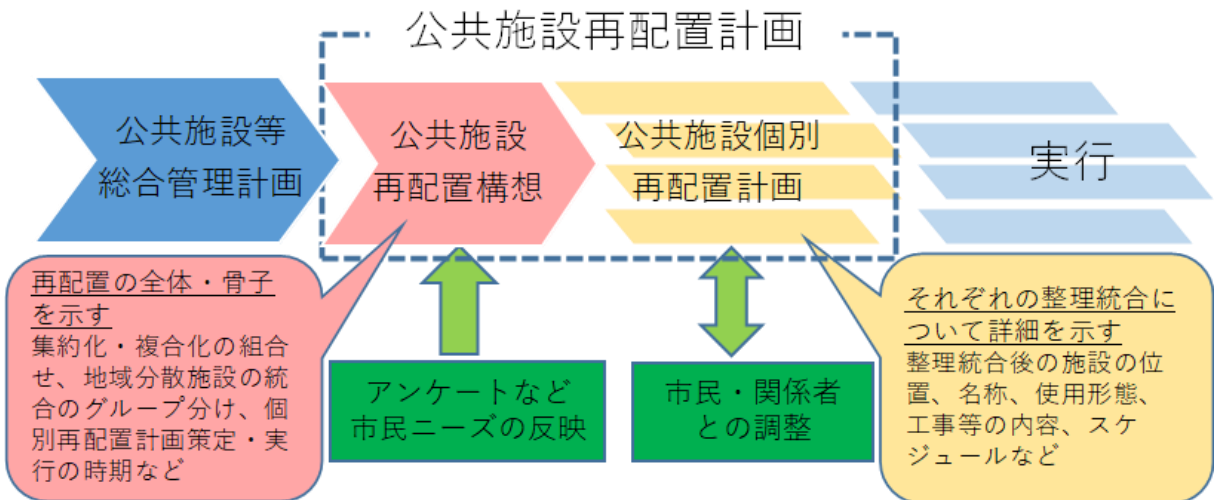 公共施設再配置計画
公共施設等
総合管理計画
公共施設
再配置構想
公共施設個別
再配置計画
実行
再配置の全体・骨子
を示す
集約化・複合化の組合
せ、地域分散施設の統
合のグループ分け、個
別再配置計画策定・実
行の時期など
アンケートなど
市民ニーズの反映
市民・関係者
との調整
それぞれの整理統合に
ついて詳細を示す
整理統合後の施設の位
置、名称、使用形態、
工事等の内容、スケ
ジュールなど